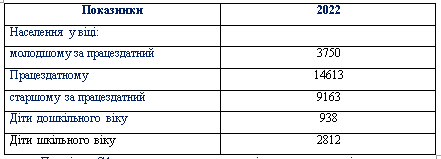 Показники 2022
Населення у віці:
молодшому за працездатний 3750
Працездатному 14613
старшому за працездатний 9163
Діти дошкільного віку 938
Діти шкільного віку 2812